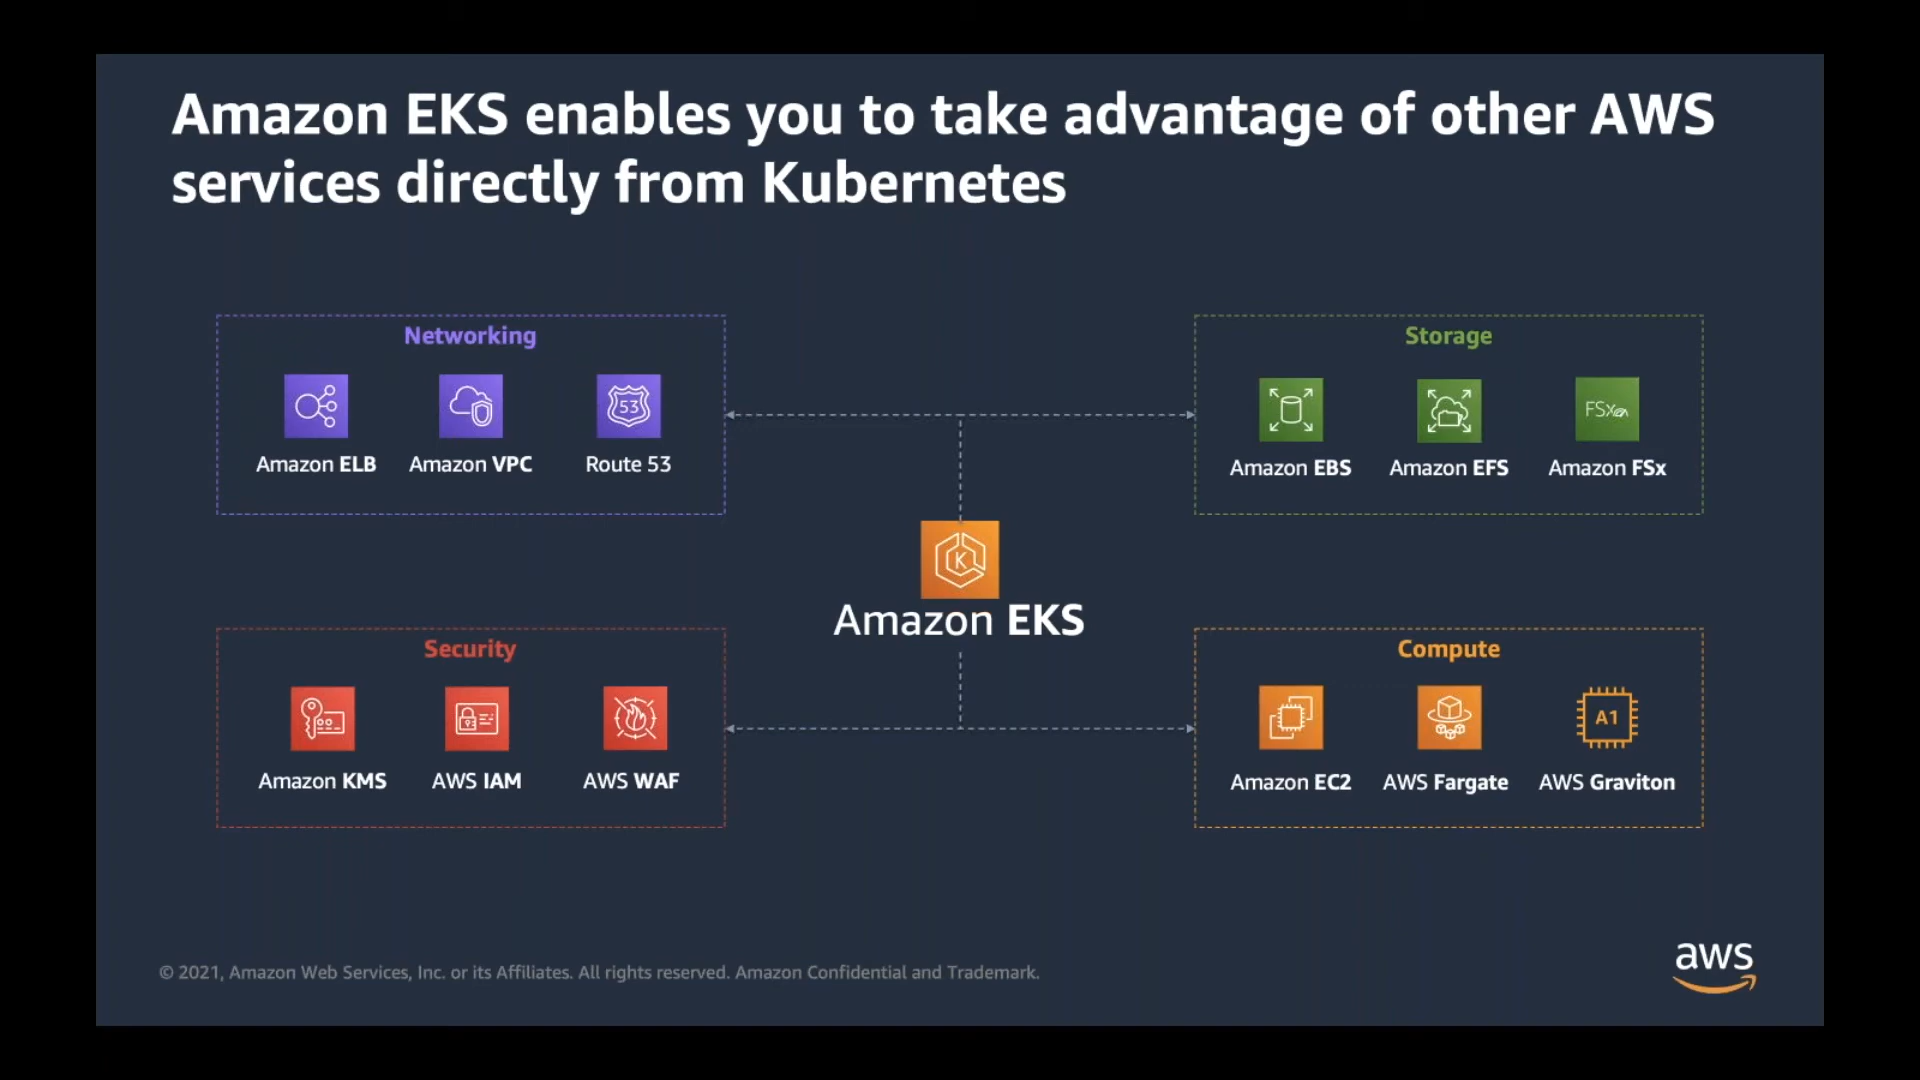 Amazon EKS enables you to take advantage of other AWS
services directly from Kubernetes
Networking
53
Amazon ELB
Amazon VPC
Route 53
Storage
FSx
Amazon EBS
Amazon EFS
Amazon FSx
K
Amazon EKS
Security
Amazon KMS
AWS IAM
AWS WAF
Compute
A1
Amazon EC2
AWS Fargate
AWS Graviton
© 2021, Amazon Web Services, Inc. or its Affiliates. All rights reserved. Amazon Confidential and Trademark.
aws